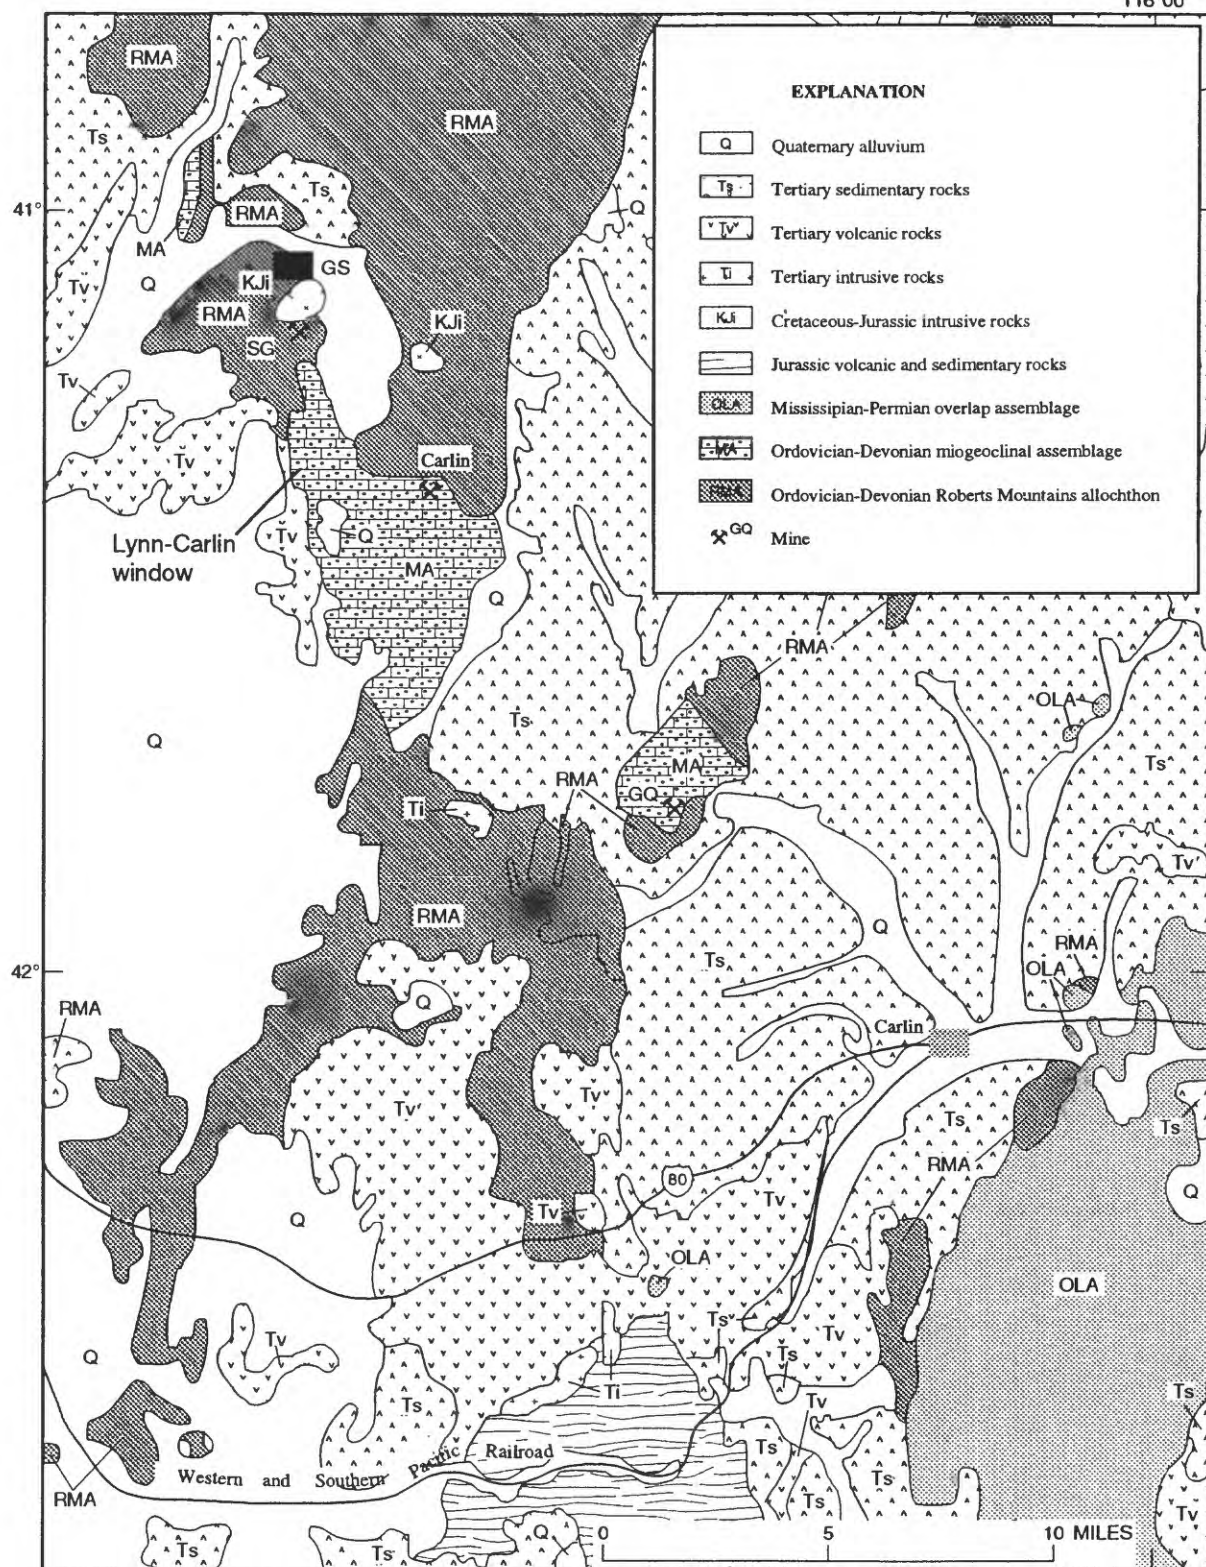 116°00'
RMA
RMA
Ts
Ts
RMA
Q
41°
MA
Q
KJi
GS
Tv
RMA
KJi
SG
Tv
Tv
Carlin
Lynn-Carlin
window
Tv
Q
MA
Q
EXPLANATION
Q Quaternary alluvium
Ts Tertiary sedimentary rocks
Tv Tertiary volcanic rocks
Ti Tertiary intrusive rocks
KJi Cretaceous-Jurassic intrusive rocks
Jurassic volcanic and sedimentary rocks
OLA Mississipian-Permian overlap assemblage
MA Ordovician-Devonian miogeoclinal assemblage
RMA Ordovician-Devonian Roberts Mountains allochthon
GQ Mine
RMA
OLA
Ts
Q
Ts
MA
RMA
GQ
Ti
Tv
RMA
Q
Ts
RMA
OLA
42°
RMA
Q
Carlin
Tv
Tv
Ts
Ts
RMA
80
Q
Tv
Tv
Q
OLA
OLA
Ts
Tv
Q
Tv
Ts
Ti
Ts
Tv
Ts
Ts
Ts
Western and Southern Pacific Railroad
RMA
Ts
Tv
Ts
Ts
Q
0 5 10 MILES